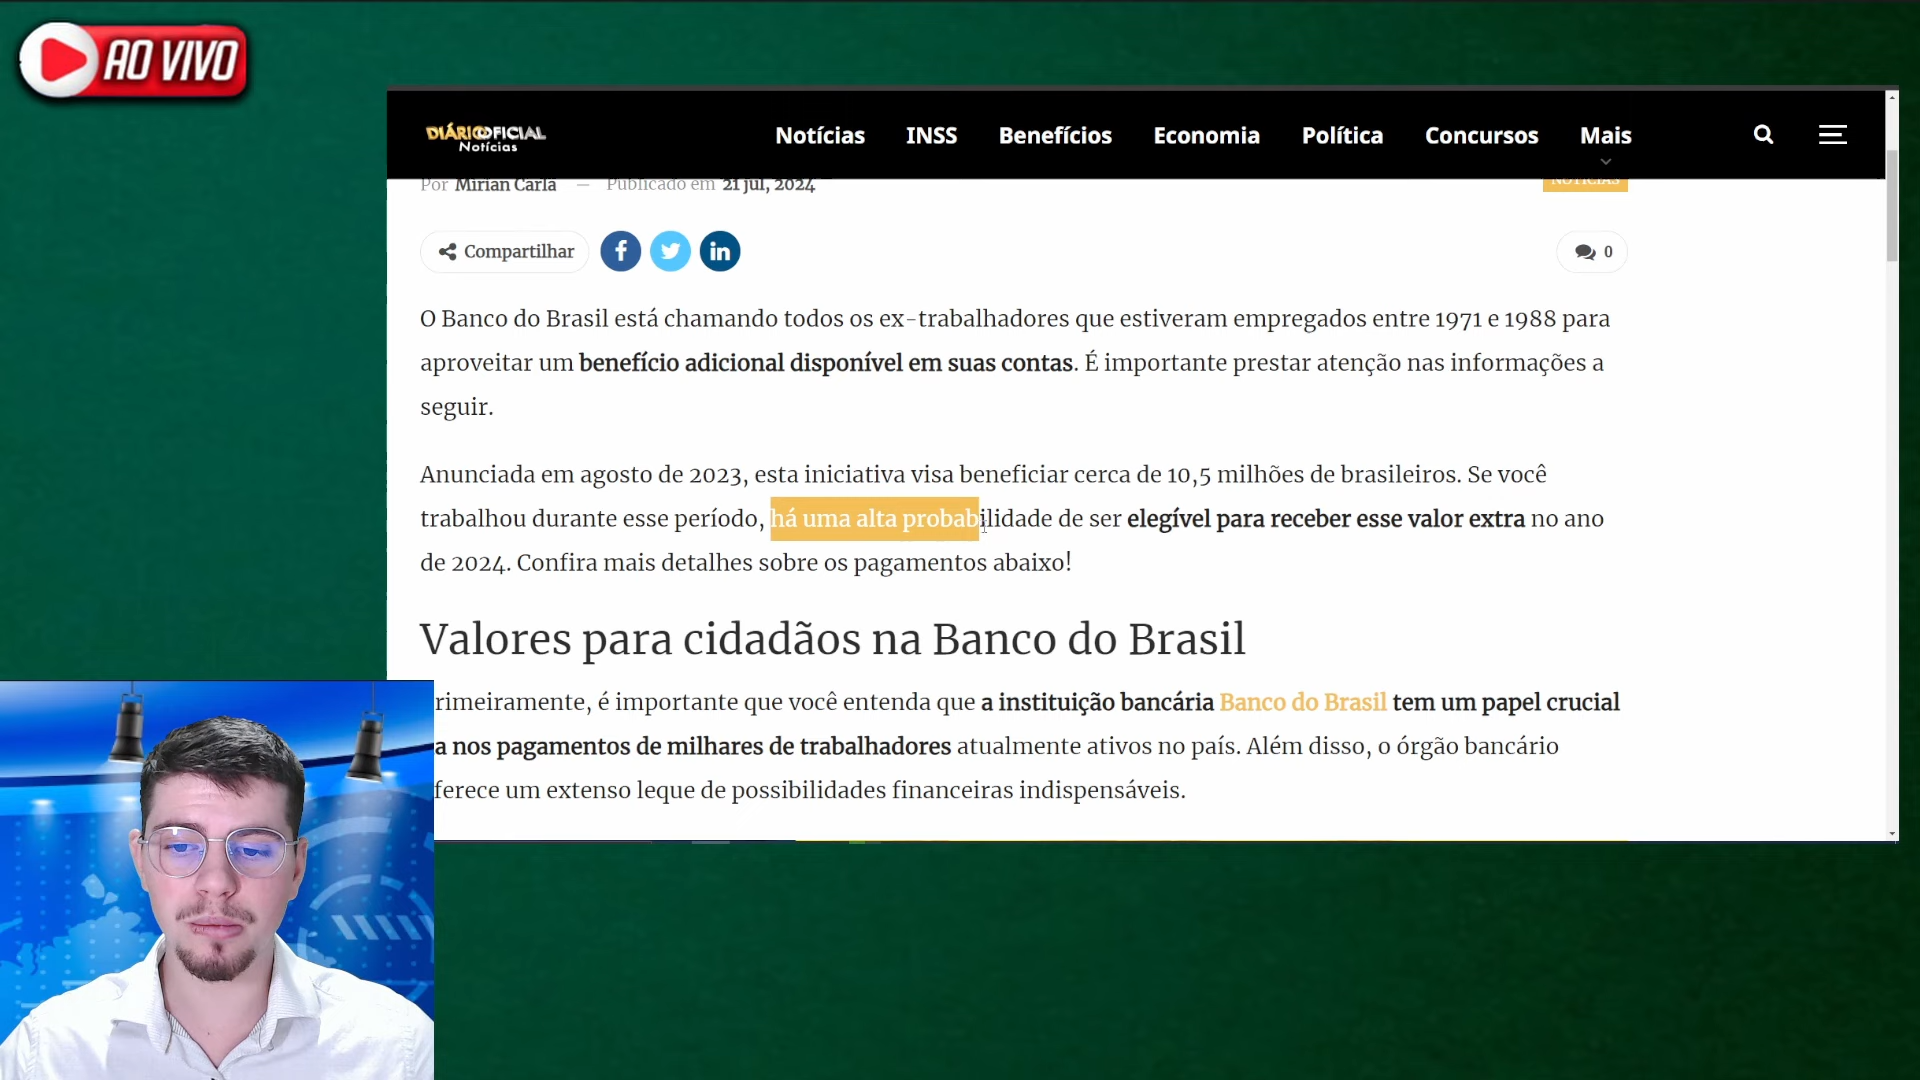 AO VIVO
DIÁRIO OFICIAL
Notícias
Notícias INSS Benefícios Economia Política Concursos Mais
Por Mirian Carla — Publicado em 21 jul, 2024
NOTÍCIAS
Compartilhar
0
O Banco do Brasil está chamando todos os ex-trabalhadores que estiveram empregados entre 1971 e 1988 para
aproveitar um benefício adicional disponível em suas contas. É importante prestar atenção nas informações a
seguir.
Anunciada em agosto de 2023, esta iniciativa visa beneficiar cerca de 10,5 milhões de brasileiros. Se você
trabalhou durante esse período, há uma alta probabilidade de ser elegível para receber esse valor extra no ano
de 2024. Confira mais detalhes sobre os pagamentos abaixo!
Valores para cidadãos na Banco do Brasil
rimeiramente, é importante que você entenda que a instituição bancária Banco do Brasil tem um papel crucial
a nos pagamentos de milhares de trabalhadores atualmente ativos no país. Além disso, o órgão bancário
ferece um extenso leque de possibilidades financeiras indispensáveis.